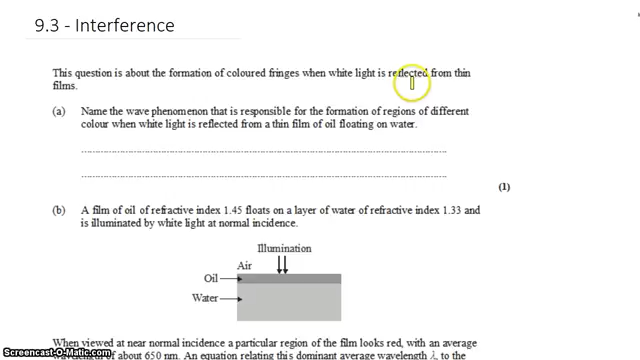 9.3 - Interference
This question is about the formation of coloured fringes when white light is reflected from thin
films.
(a) Name the wave phenomenon that is responsible for the formation of regions of different
colour when white light is reflected from a thin film of oil floating on water.
(1)
(b) A film of oil of refractive index 1.45 floats on a layer of water of refractive index 1.33 and
is illuminated by white light at normal incidence.
Illumination
Air
Oil
Water
When viewed at near normal incidence a particular region of the film looks red, with an average
wavelength of about 650 nm. An equation relating this dominant average wavelength λ, to the
Screencast-O-Matic.com